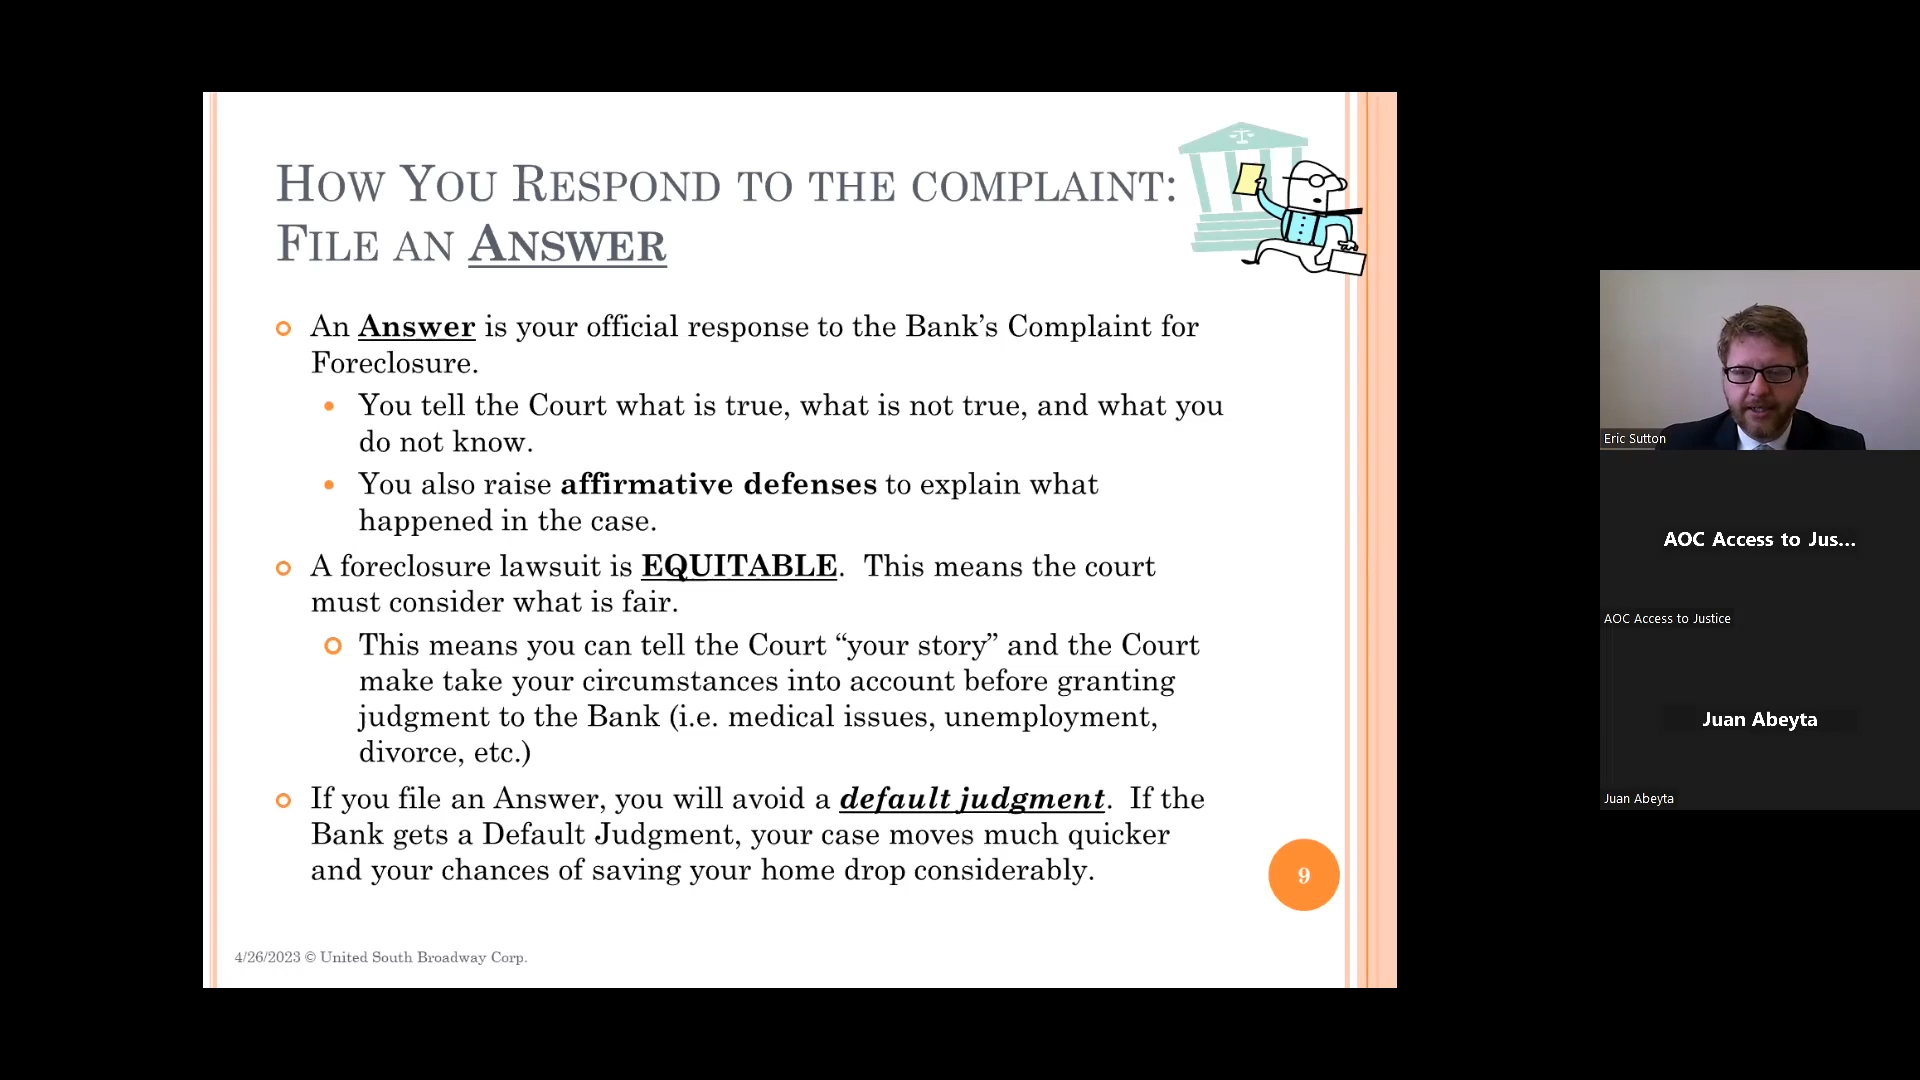 HOW YOU RESPOND TO THE COMPLAINT:
FILE AN ANSWER
An Answer is your official response to the Bank’s Complaint for
Foreclosure.
You tell the Court what is true, what is not true, and what you
do not know.
You also raise affirmative defenses to explain what
happened in the case.
A foreclosure lawsuit is EQUITABLE. This means the court
must consider what is fair.
This means you can tell the Court “your story” and the Court
make take your circumstances into account before granting
judgment to the Bank (i.e. medical issues, unemployment,
divorce, etc.)
If you file an Answer, you will avoid a default judgment. If the
Bank gets a Default Judgment, your case moves much quicker
and your chances of saving your home drop considerably.
9
4/26/2023 © United South Broadway Corp.
Eric Sutton
AOC Access to Jus...
AOC Access to Justice
Juan Abeyta
Juan Abeyta